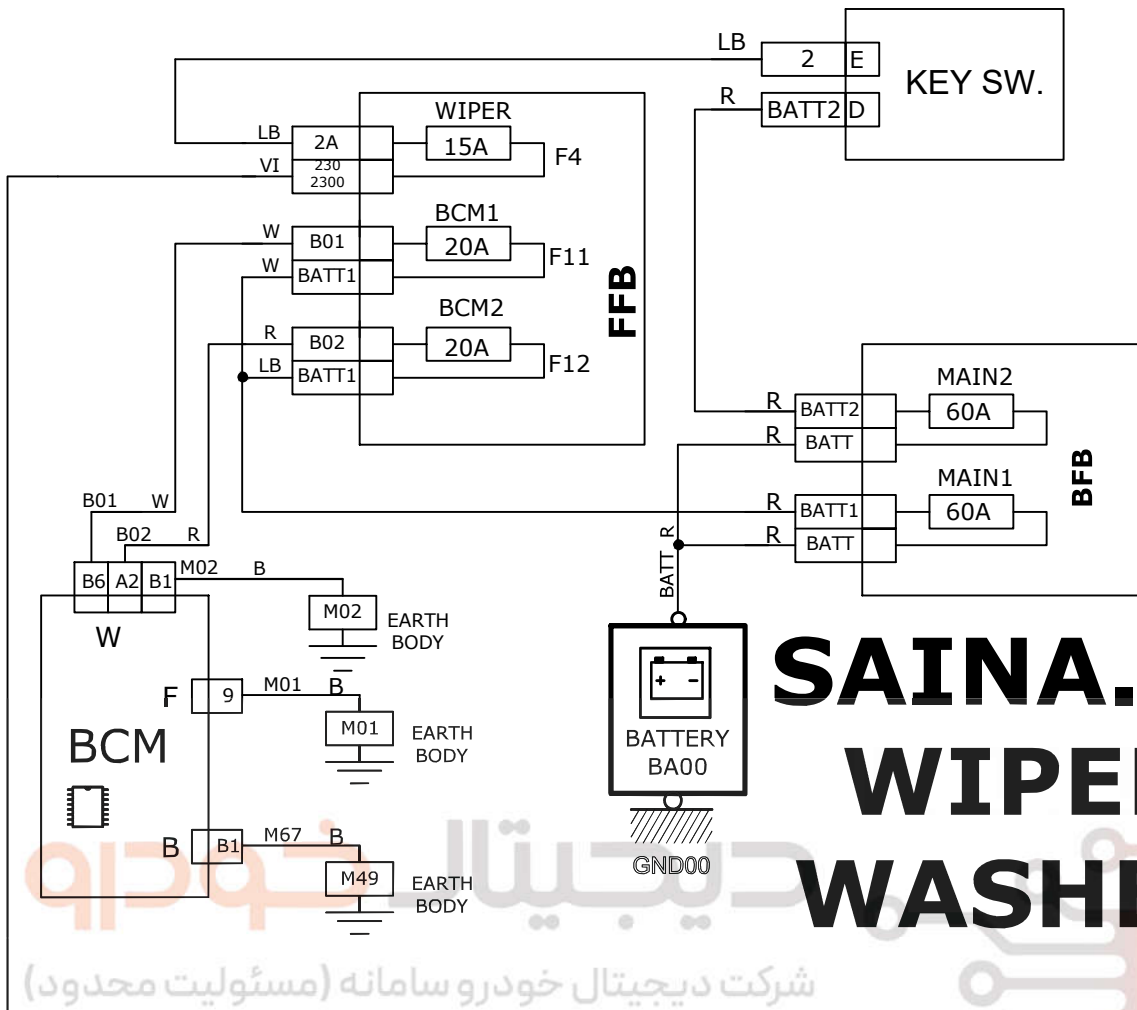 LB
2 E
KEY SW.
R
BATT2 D
WIPER
LB 2A 15A F4
VI 230
2300
BCM1
W B01 20A F11
W BATT1
FFB
BCM2
R B02 20A F12
LB BATT1
MAIN2
R BATT2 60A
R BATT
BFB
MAIN1
R BATT1 60A
R BATT
BATT R
B01 W
B02 R
B6 A2 B1 M02 B
W
M02 EARTH
BODY
F 9 M01 B
M01 EARTH
BODY
BCM
B B1 M67 B
M49 EARTH
BODY
+ -
BATTERY
BA00
GND00
SAINA.
WIPE
WASH
دیجیتال خودرو
شرکت دیجیتال خودرو سامانه (مسئولیت محدود)